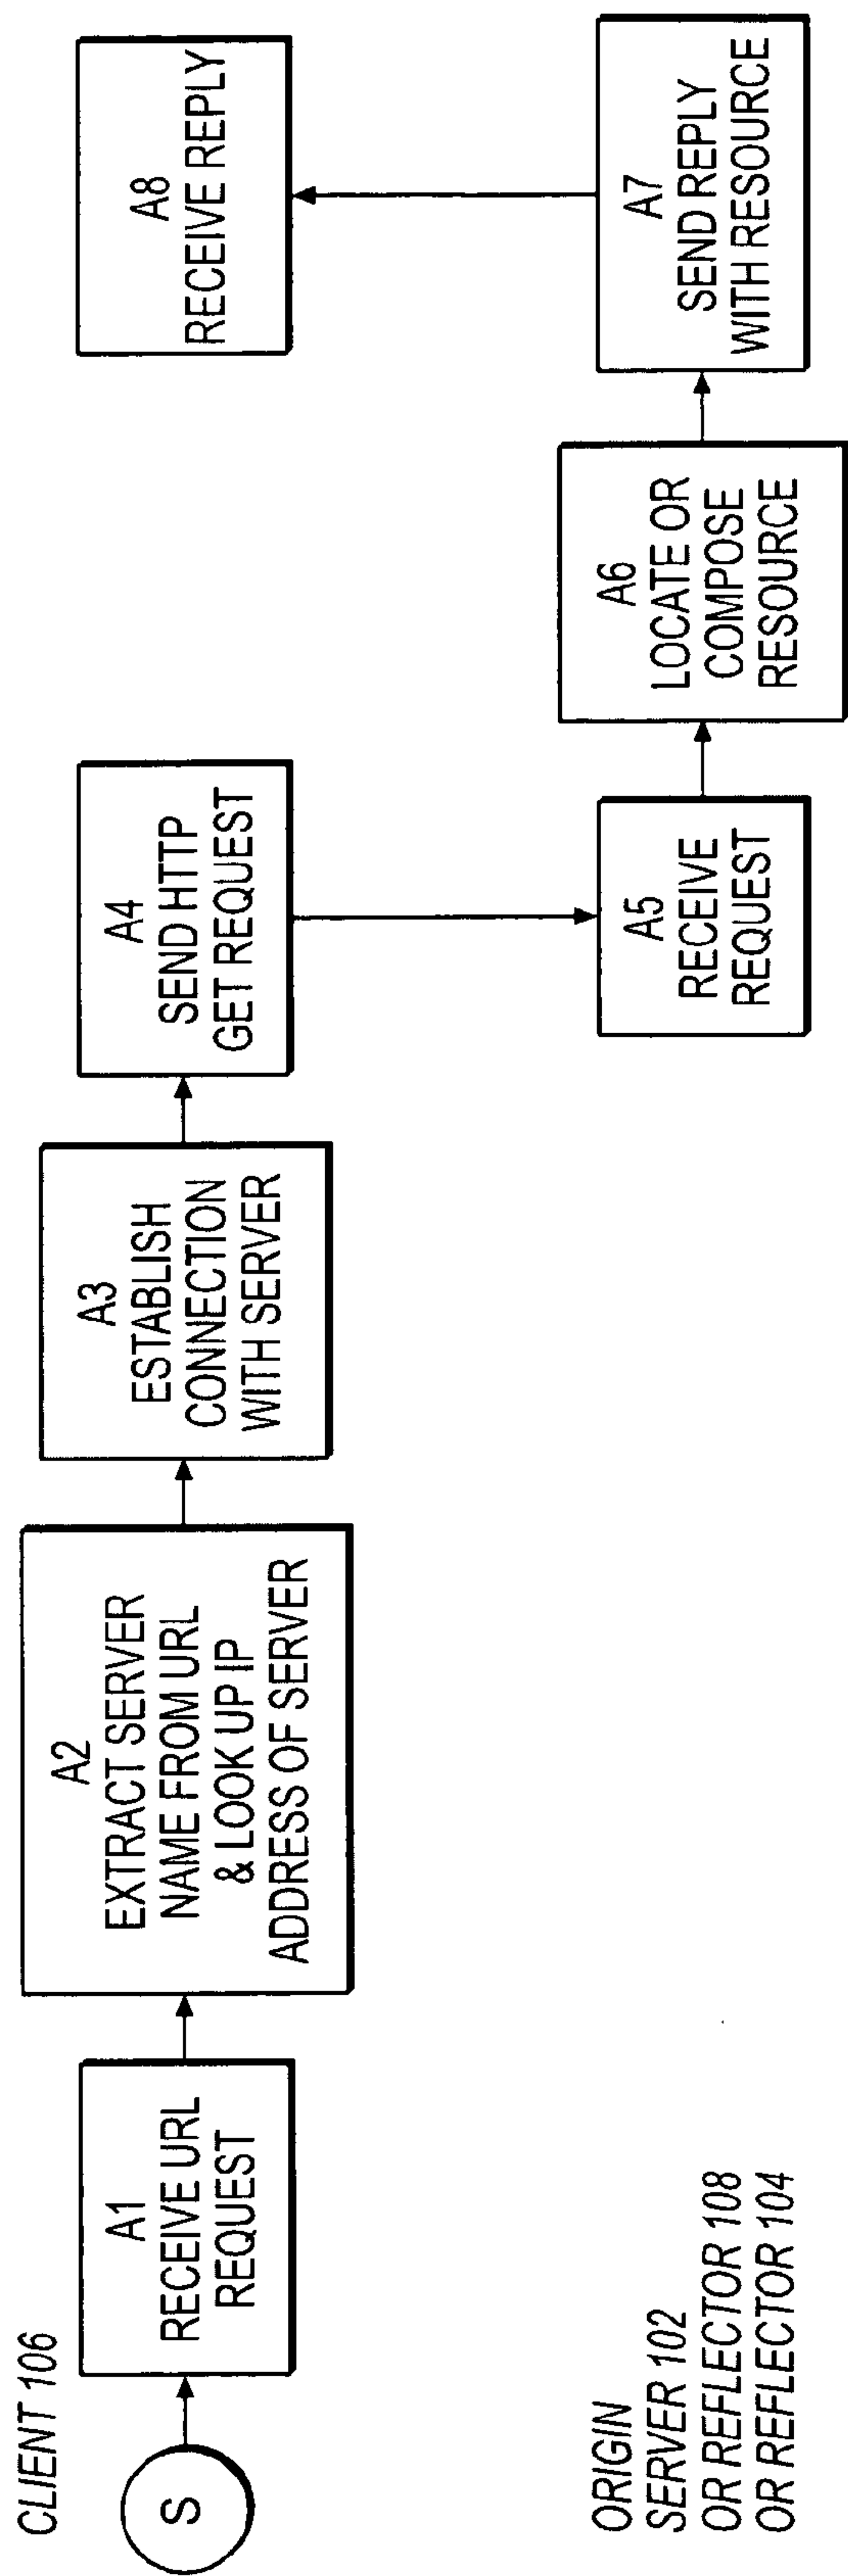 CLIENT 106
S
A1
RECEIVE URL
REQUEST
A2
EXTRACT SERVER
NAME FROM URL
& LOOK UP IP
ADDRESS OF SERVER
A3
ESTABLISH
CONNECTION
WITH SERVER
A4
SEND HTTP
GET REQUEST
A8
RECEIVE REPLY
ORIGIN
SERVER 102
OR REFLECTOR 108
OR REFLECTOR 104
A5
RECEIVE
REQUEST
A6
LOCATE OR
COMPOSE
RESOURCE
A7
SEND REPLY
WITH RESOURCE